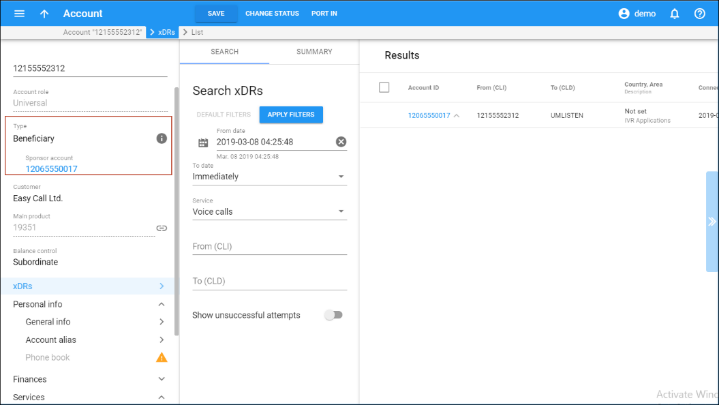 Account
SAVE
CHANGE STATUS
PORT IN
demo
Account "12155552312"
xDRs
List
12155552312
Account role
Universal
Type
Beneficiary
Sponsor account
12065550017
Customer
Easy Call Ltd.
Main product
19351
Balance control
Subordinate
xDRs
Personal info
General info
Account alias
Phone book
Finances
Services
SEARCH
SUMMARY
Search xDRs
DEFAULT FILTERS
APPLY FILTERS
From date
2019-03-08 04:25:48
Mar. 08 2019 04:25:48
To date
Immediately
Service
Voice calls
From (CLI)
To (CLD)
Show unsuccessful attempts
Results
Account ID
From (CLI)
To (CLD)
Country, Area
Description
Connec
12065550017
12155552312
UMLISTEN
Not set
IVR Applications
2019-0
Activate Wind